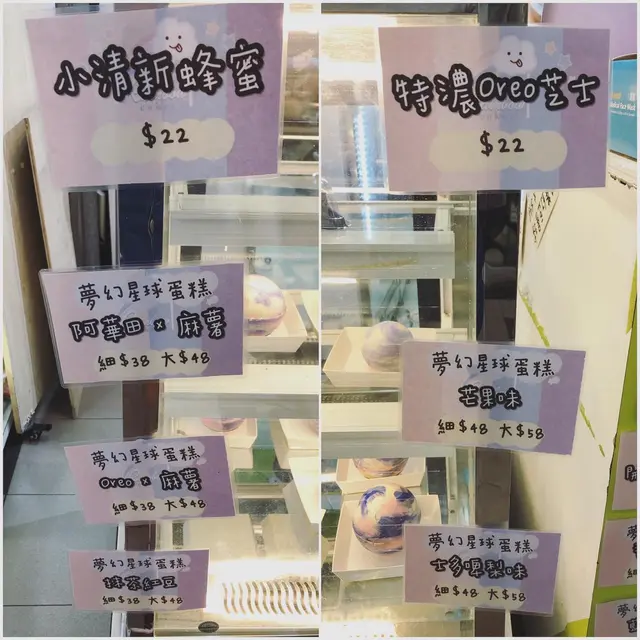 小清新蜂蜜
$22
夢幻星球蛋糕
阿華田 x 麻薯
細$38 大$48
夢幻星球蛋糕
Oreo x 麻薯
細$38 大$48
夢幻星球蛋糕
抹茶紅豆
細$38 大$48
特濃Oreo芝士
$22
夢幻星球蛋糕
芒果味
細$48 大$58
夢幻星球蛋糕
士多啤梨味
細$48 大$58